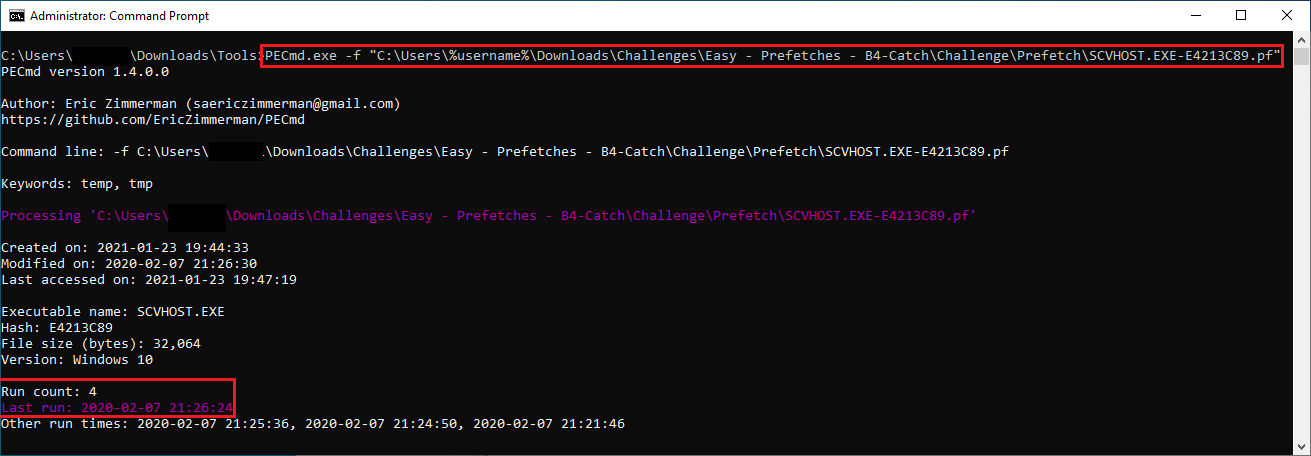 Administrator: Command Prompt
C:\Users\ \Downloads\Tools>PECmd.exe -f "C:\Users\%username%\Downloads\Challenges\Easy - Prefetches - B4-Catch\Challenge\Prefetch\SCVHOST.EXE-E4213C89.pf"
PECmd version 1.4.0.0
Author: Eric Zimmerman (saericzimmerman@gmail.com)
https://github.com/EricZimmerman/PECmd
Command line: -f C:\Users\ \Downloads\Challenges\Easy - Prefetches - B4-Catch\Challenge\Prefetch\SCVHOST.EXE-E4213C89.pf
Keywords: temp, tmp
Processing 'C:\Users\ \Downloads\Challenges\Easy - Prefetches - B4-Catch\Challenge\Prefetch\SCVHOST.EXE-E4213C89.pf'
Created on: 2021-01-23 19:44:33
Modified on: 2020-02-07 21:26:30
Last accessed on: 2021-01-23 19:47:19
Executable name: SCVHOST.EXE
Hash: E4213C89
File size (bytes): 32,064
Version: Windows 10
Run count: 4
Last run: 2020-02-07 21:26:24
Other run times: 2020-02-07 21:25:36, 2020-02-07 21:24:50, 2020-02-07 21:21:46